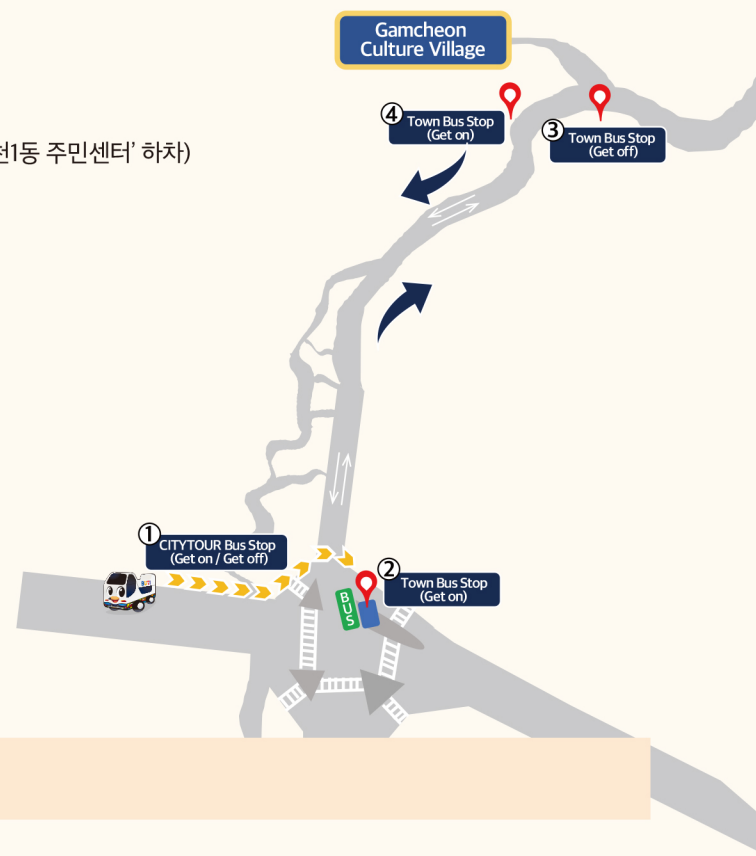 Gamcheon
Culture Village
④
Town Bus Stop
(Get on)
③
Town Bus Stop
(Get off)
천1동 주민센터’ 하차)
①
CITYTOUR Bus Stop
(Get on / Get off)
②
Town Bus Stop
(Get on)
BUS